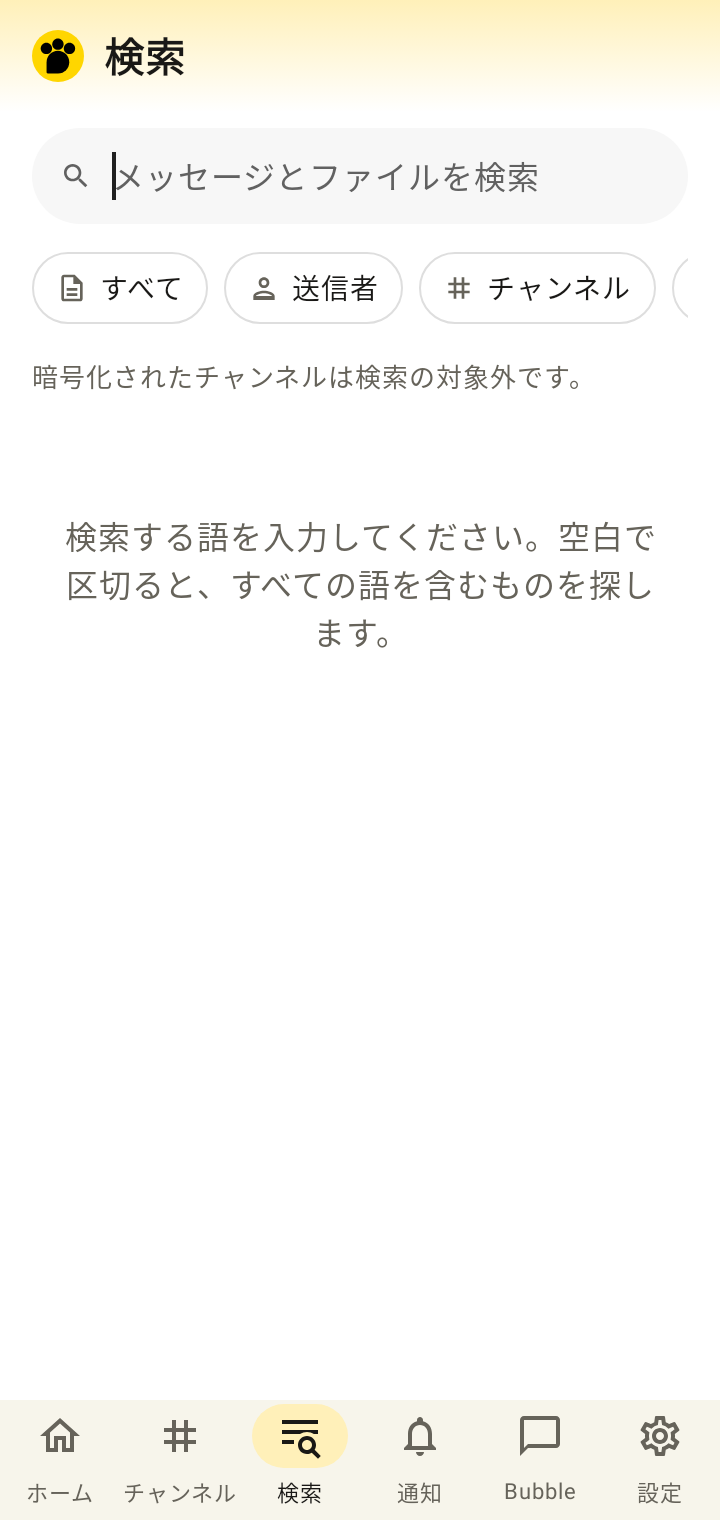 検索
メッセージとファイルを検索
すべて
送信者
チャンネル
暗号化されたチャンネルは検索の対象外です。
検索する語を入力してください。空白で
区切ると、すべての語を含むものを探し
ます。
ホーム
チャンネル
検索
通知
Bubble
設定